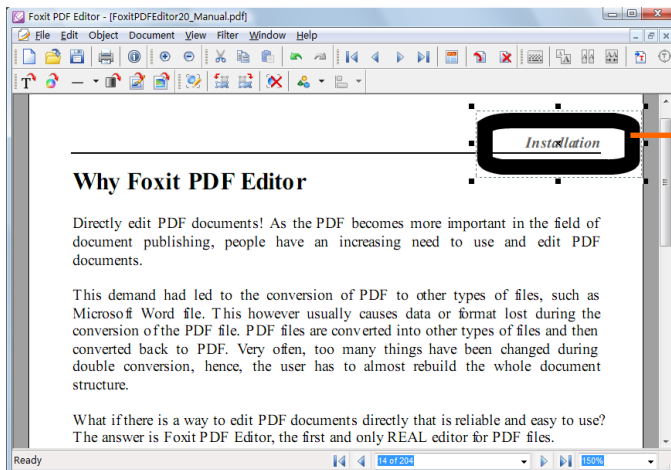 Foxit PDF Editor - [FoxitPDFEditor20_Manual.pdf]
File Edit Object Document View Filter Window Help
Installation
Why Foxit PDF Editor
Directly edit PDF documents! As the PDF becomes more important in the field of
document publishing, people have an increasing need to use and edit PDF
documents.
This demand had led to the conversion of PDF to other types of files, such as
Microsoft Word file. This however usually causes data or format lost during the
conversion of the PDF file. PDF files are converted into other types of files and then
converted back to PDF. Very often, too many things have been changed during
double conversion, hence, the user has to almost rebuild the whole document
structure.
What if there is a way to edit PDF documents directly that is reliable and easy to use?
The answer is Foxit PDF Editor, the first and only REAL editor for PDF files.
Ready 14 of 204 150%